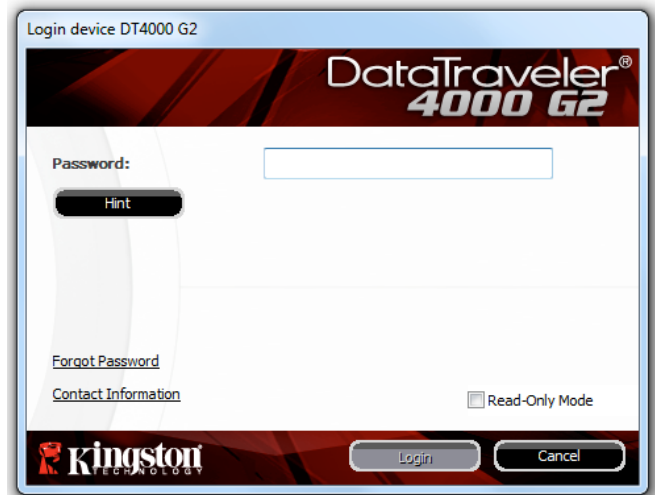 Login device DT4000 G2
DataTraveler®
4000 G2
Password:
Hint
Forgot Password
Contact Information
Read-Only Mode
Kingston
TECHNOLOGY
Login
Cancel